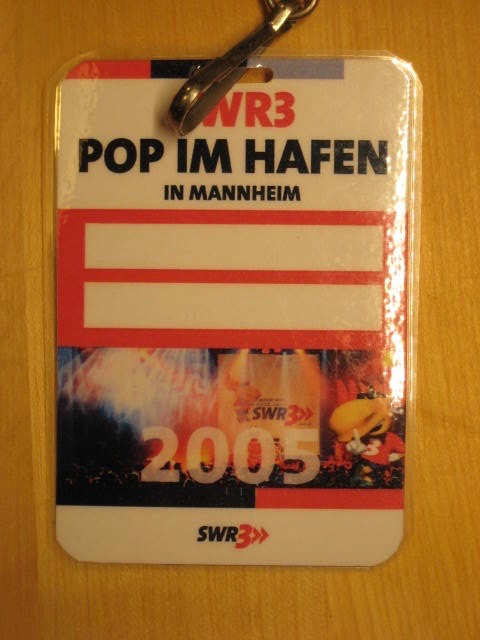 SWR3
POP IM HAFEN
IN MANNHEIM
SWR3
2005
SWR3